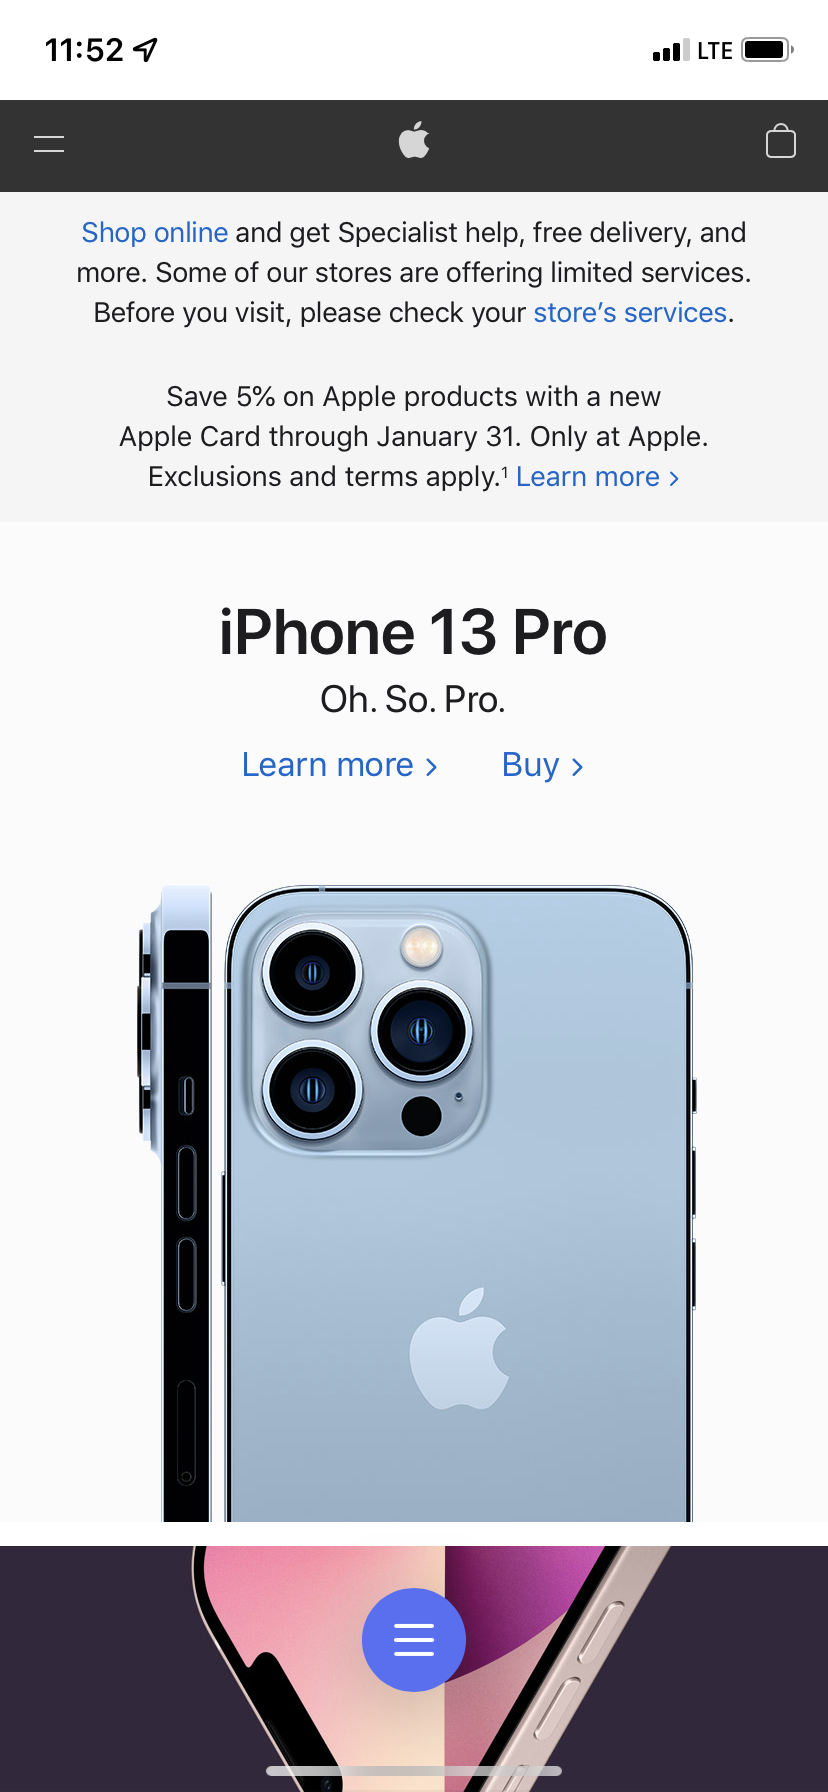 11:52
LTE
Shop online and get Specialist help, free delivery, and
more. Some of our stores are offering limited services.
Before you visit, please check your store’s services.
Save 5% on Apple products with a new
Apple Card through January 31. Only at Apple.
Exclusions and terms apply.¹ Learn more >
iPhone 13 Pro
Oh. So. Pro.
Learn more > Buy >